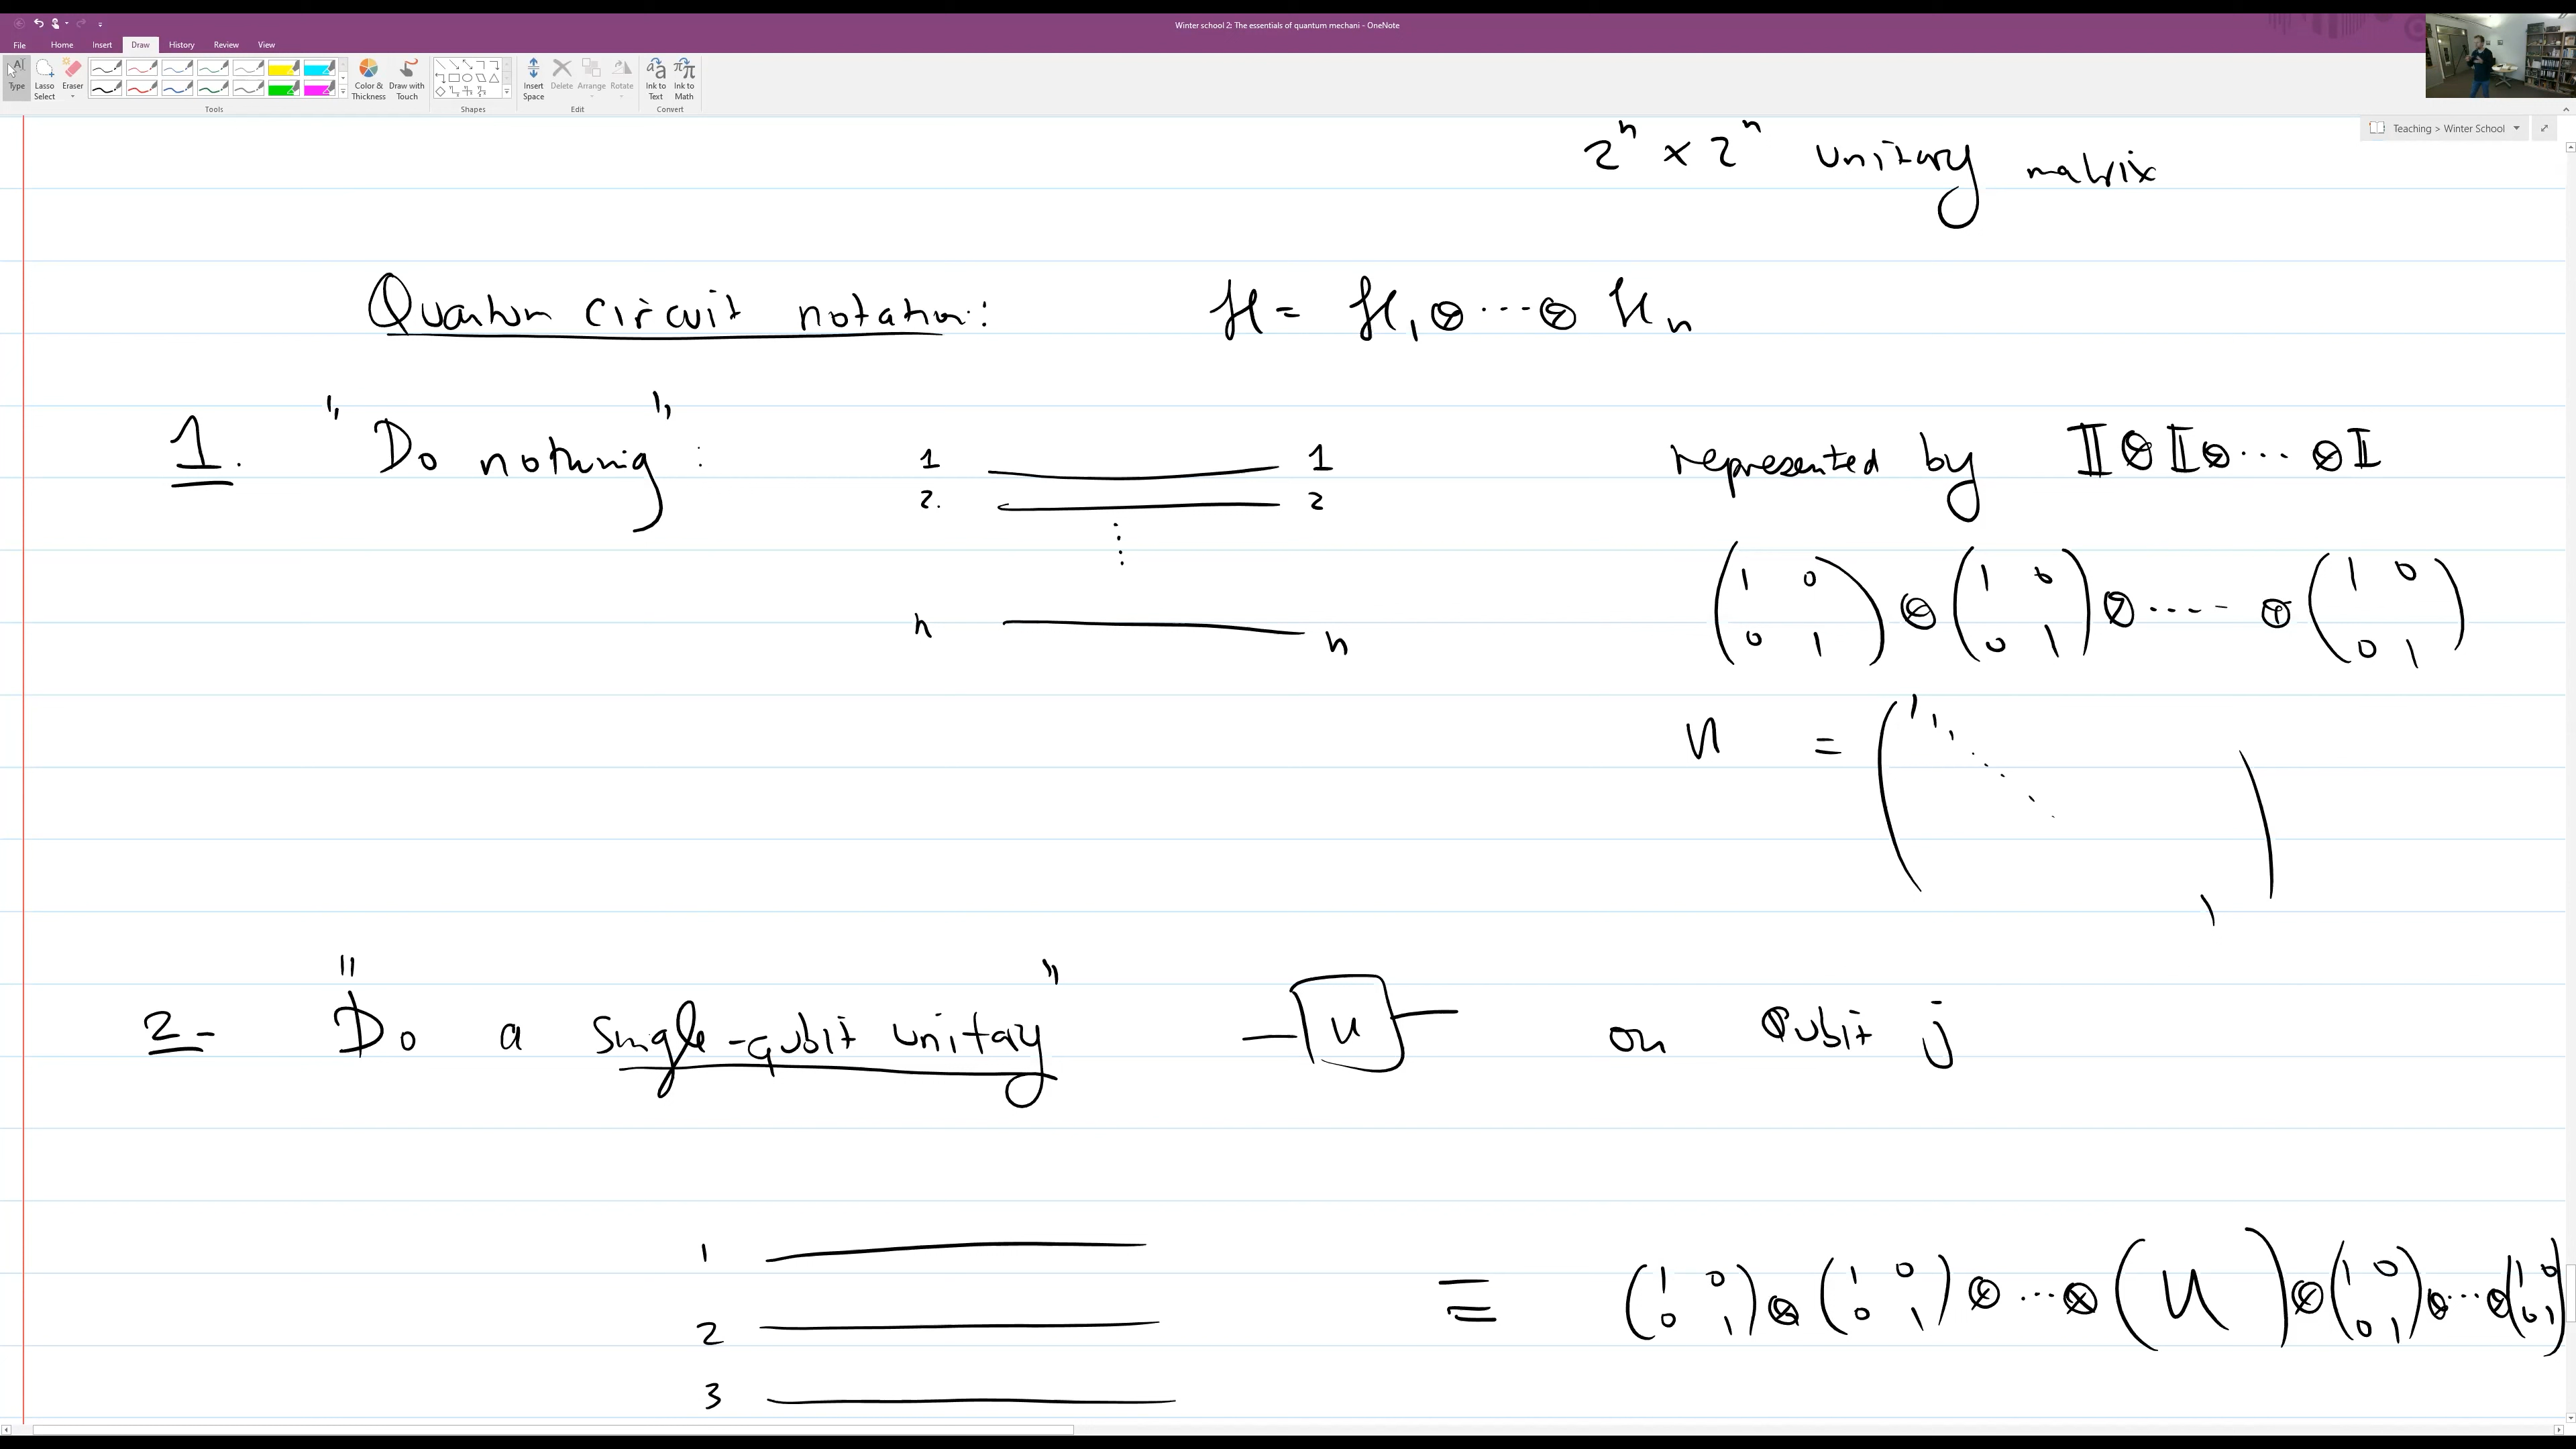 Winter school 2: The essentials of quantum mechani - OneNote
File Home Insert Draw History Review View
Type Lasso Select Eraser Color & Thickness Draw with Touch Insert Space Delete Arrange Rotate Ink to Text Ink to Math
Tools Shapes Edit Convert
Teaching > Winter School
2ⁿ × 2ⁿ unitary matrix
Quantum circuit notation: ℋ = ℋ₁ ⊗ ··· ⊗ ℋₙ
1. "Do nothing": 1 1 represented by 𝕀 ⊗ 𝕀 ⊗ ··· ⊗ 𝕀
2. 2
⋮
n n
(1 0; 0 1) ⊗ (1 0; 0 1) ⊗ ···· ⊗ (1 0; 0 1)
U = (1 1 1 ⋱ 1)
2- "Do a single-qubit unitary" U on Qubit j
1
2
3
= (1 0; 0 1) ⊗ (1 0; 0 1) ⊗ ··· ⊗ (U) ⊗ (1 0; 0 1) ⊗ ··· ⊗ (1 0; 0 1)